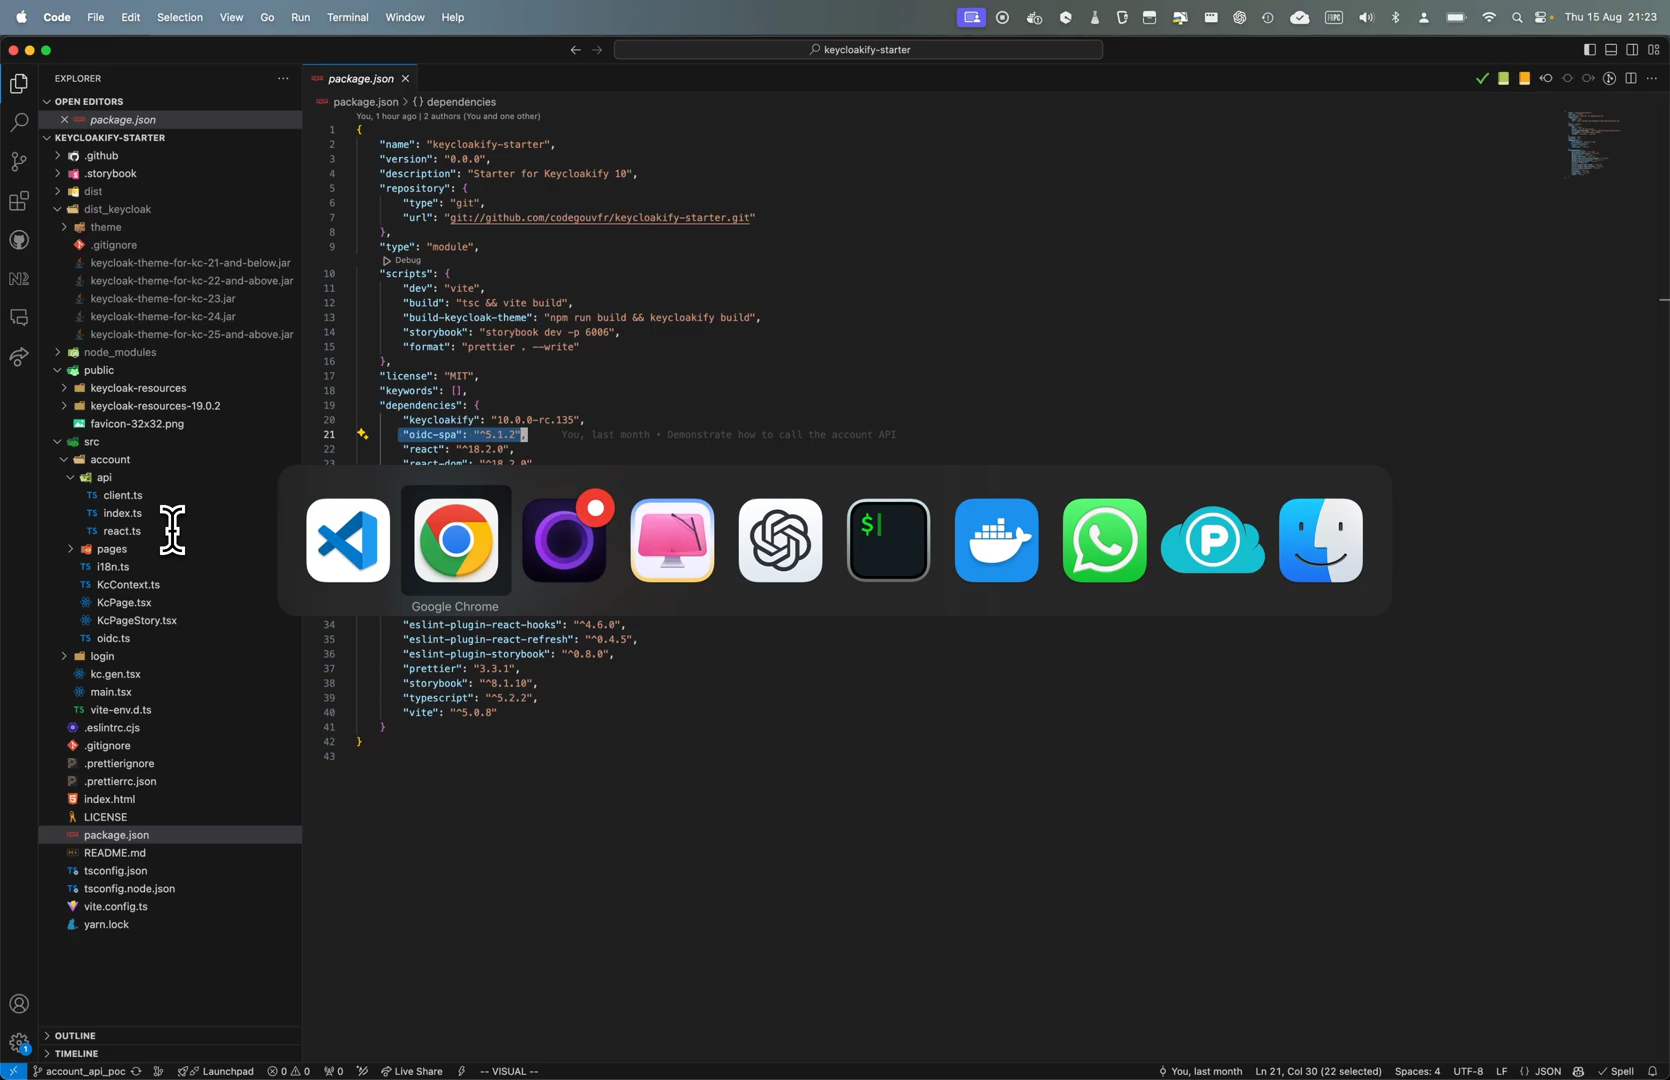 Code File Edit Selection View Go Run Terminal Window Help
Thu 15 Aug 21:23
keycloakify-starter
EXPLORER
OPEN EDITORS
package.json
KEYCLOAKIFY-STARTER
.github
.storybook
dist
dist_keycloak
theme
.gitignore
keycloak-theme-for-kc-21-and-below.jar
keycloak-theme-for-kc-22-and-above.jar
keycloak-theme-for-kc-23.jar
keycloak-theme-for-kc-24.jar
keycloak-theme-for-kc-25-and-above.jar
node_modules
public
keycloak-resources
keycloak-resources-19.0.2
favicon-32x32.png
src
account
api
TS client.ts
TS index.ts
TS react.ts
pages
TS i18n.ts
TS KcContext.ts
KcPage.tsx
KcPageStory.tsx
TS oidc.ts
login
kc.gen.tsx
main.tsx
TS vite-env.d.ts
.eslintrc.cjs
.gitignore
.prettierignore
.prettierrc.json
index.html
LICENSE
package.json
README.md
tsconfig.json
tsconfig.node.json
vite.config.ts
yarn.lock
OUTLINE
TIMELINE
package.json
package.json > {} dependencies
You, 1 hour ago | 2 authors (You and one other)
1 {
2 "name": "keycloakify-starter",
3 "version": "0.0.0",
4 "description": "Starter for Keycloakify 10",
5 "repository": {
6 "type": "git",
7 "url": "git://github.com/codegouvfr/keycloakify-starter.git"
8 },
9 "type": "module",
Debug
10 "scripts": {
11 "dev": "vite",
12 "build": "tsc && vite build",
13 "build-keycloak-theme": "npm run build && keycloakify build",
14 "storybook": "storybook dev -p 6006",
15 "format": "prettier . --write"
16 },
17 "license": "MIT",
18 "keywords": [],
19 "dependencies": {
20 "keycloakify": "10.0.0-rc.135",
21 "oidc-spa": "^5.1.2", You, last month • Demonstrate how to call the account API
22 "react": "^18.2.0",
23 "react-dom": "^18.2.0"
Google Chrome
34 "eslint-plugin-react-hooks": "^4.6.0",
35 "eslint-plugin-react-refresh": "^0.4.5",
36 "eslint-plugin-storybook": "^0.8.0",
37 "prettier": "3.3.1",
38 "storybook": "^8.1.10",
39 "typescript": "^5.2.2",
40 "vite": "^5.0.8"
41 }
42 }
43
account_api_poc Launchpad 0 0 0 Live Share -- VISUAL -- You, last month Ln 21, Col 30 (22 selected) Spaces: 4 UTF-8 LF {} JSON Spell